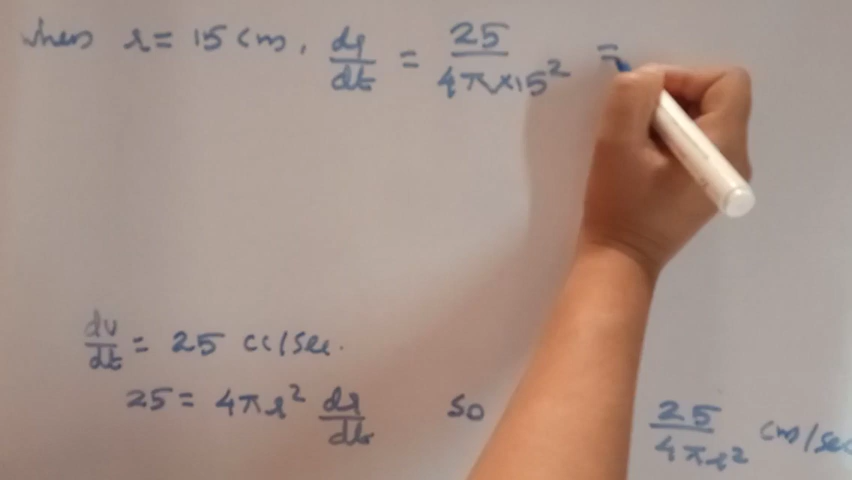 when r = 15 cm, dr/dt = 25/4π×15² =
dv/dt = 25 cc/sec.
25 = 4πr² dr/dt so 25/4πr² cm/sec